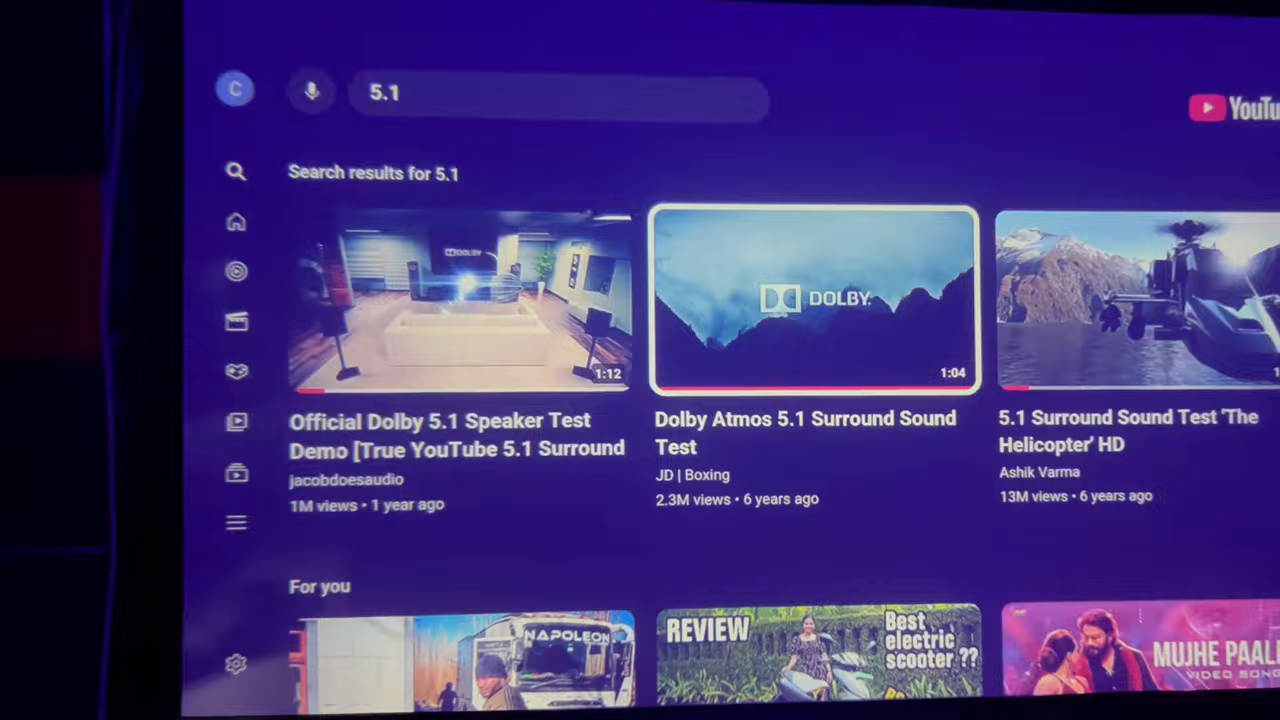 C
5.1
YouTu
Search results for 5.1
DOLBY
1:12
DOLBY
1:04
1
Official Dolby 5.1 Speaker Test
Demo [True YouTube 5.1 Surround
jacobdoesaudio
1M views • 1 year ago
Dolby Atmos 5.1 Surround Sound
Test
JD | Boxing
2.3M views • 6 years ago
5.1 Surround Sound Test 'The
Helicopter' HD
Ashik Varma
13M views • 6 years ago
For you
NAPOLEON
REVIEW
Best
electric
scooter ??
MUJHE PAAL
VIDEO SONG